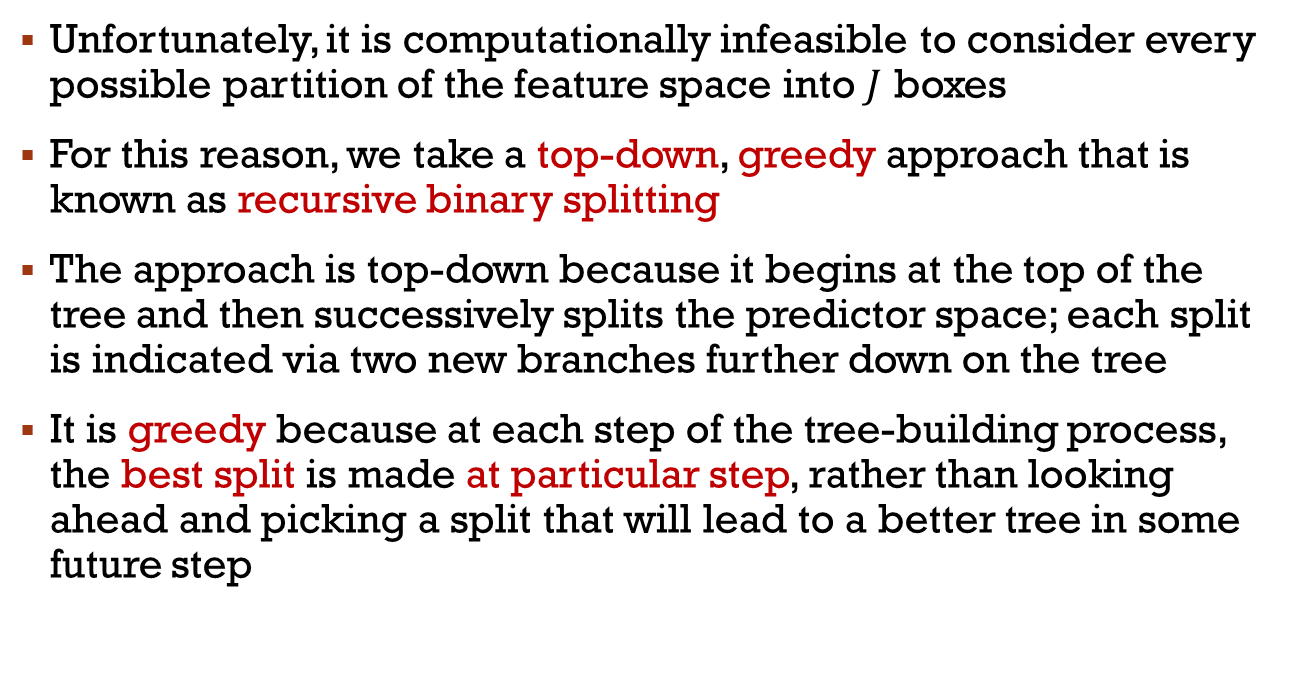 ▪ Unfortunately, it is computationally infeasible to consider every
possible partition of the feature space into J boxes
▪ For this reason, we take a top-down, greedy approach that is
known as recursive binary splitting
▪ The approach is top-down because it begins at the top of the
tree and then successively splits the predictor space; each split
is indicated via two new branches further down on the tree
▪ It is greedy because at each step of the tree-building process,
the best split is made at particular step, rather than looking
ahead and picking a split that will lead to a better tree in some
future step